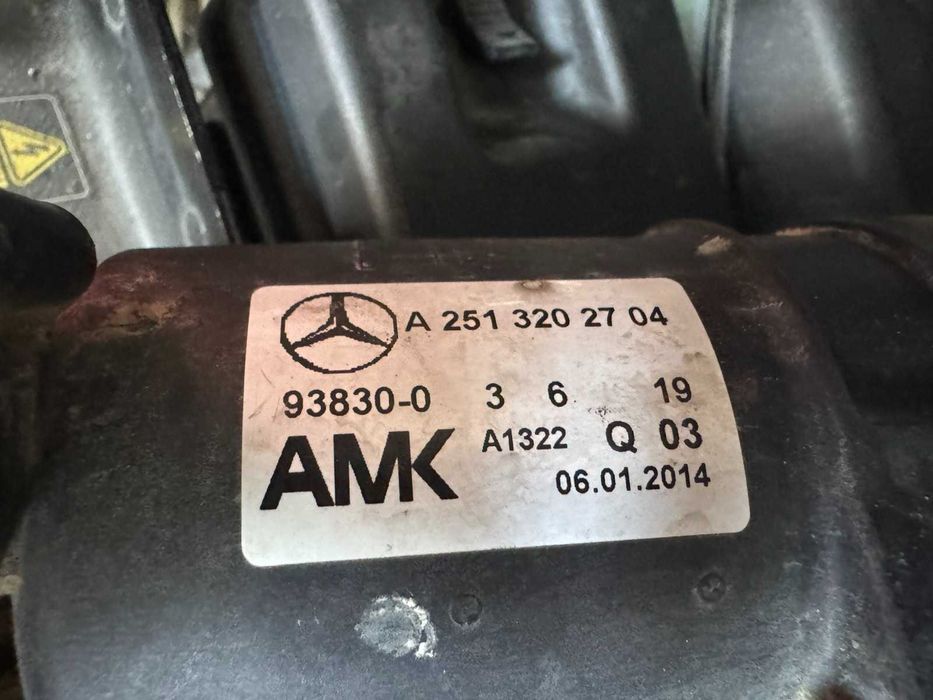 A 251 320 27 04
93830-0 3 6 19
AMK A1322 Q 03
06.01.2014